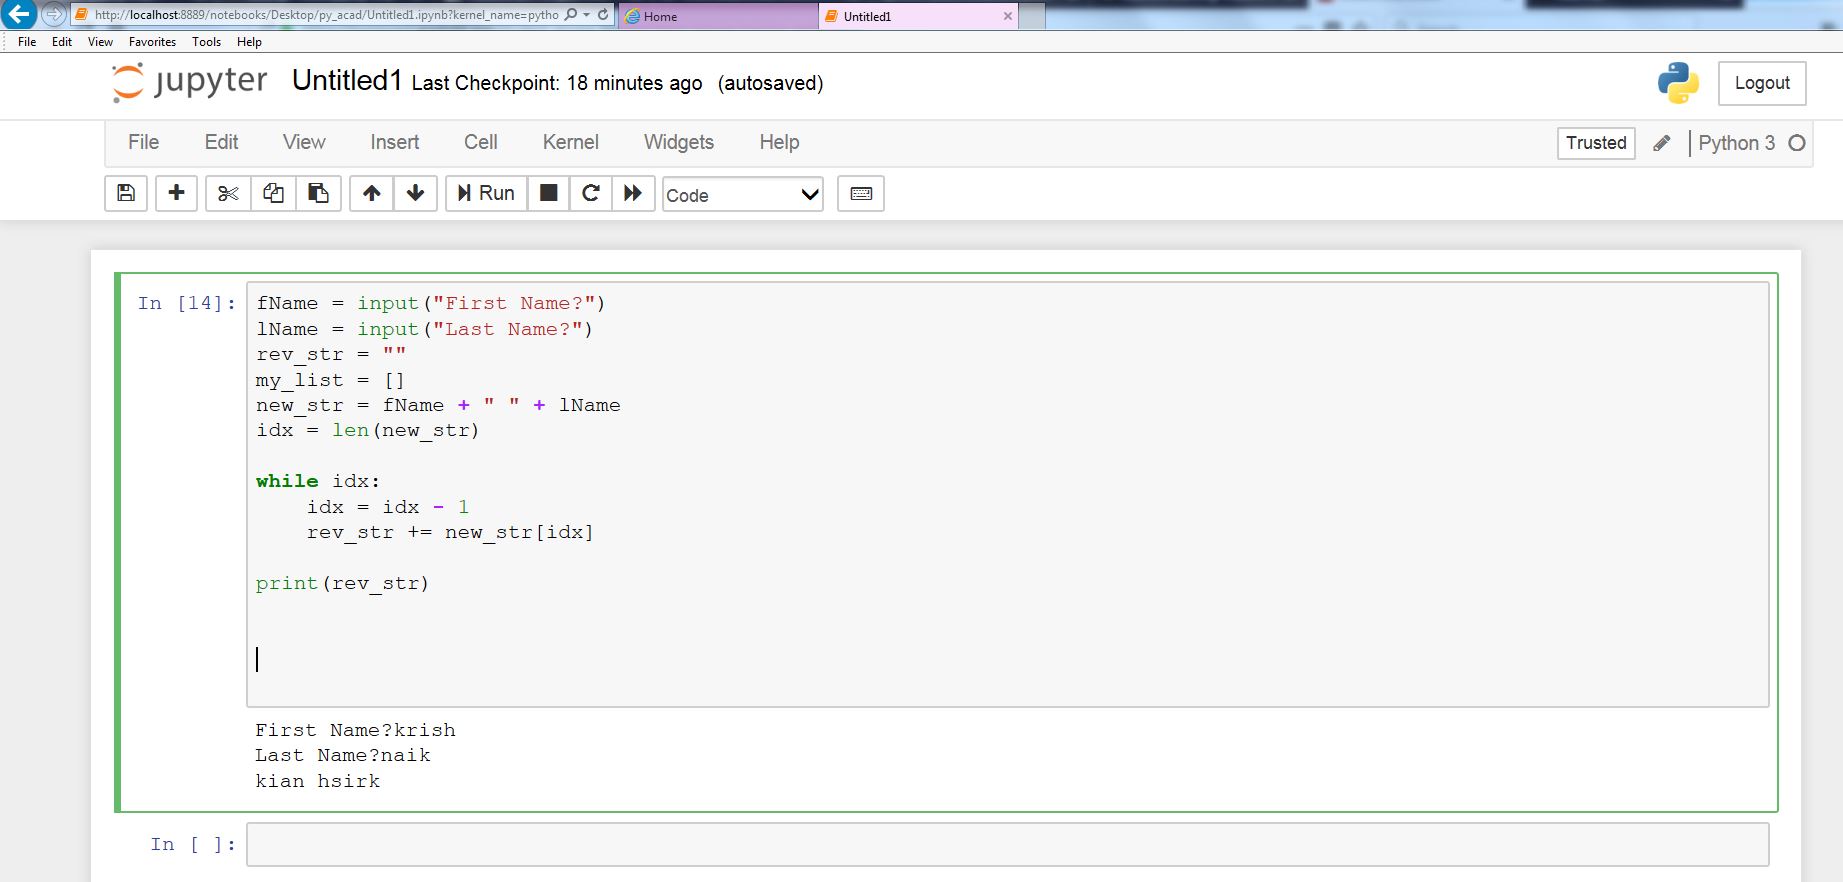 http://localhost:8889/notebooks/Desktop/py_acad/Untitled1.ipynb?kernel_name=pytho
Home
Untitled1
File Edit View Favorites Tools Help
jupyter Untitled1 Last Checkpoint: 18 minutes ago (autosaved)
Logout
File Edit View Insert Cell Kernel Widgets Help
Trusted
Python 3
Run
Code
In [14]:
fName = input("First Name?")
lName = input("Last Name?")
rev_str = ""
my_list = []
new_str = fName + " " + lName
idx = len(new_str)
while idx:
    idx = idx - 1
    rev_str += new_str[idx]
print(rev_str)
First Name?krish
Last Name?naik
kian hsirk
In [ ]: